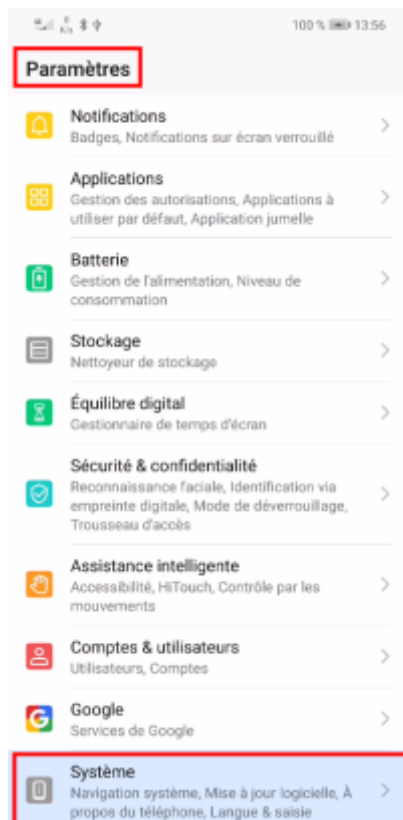 100 % 13:56
Paramètres
Notifications
Badges, Notifications sur écran verrouillé
Applications
Gestion des autorisations, Applications à
utiliser par défaut, Application jumelle
Batterie
Gestion de l'alimentation, Niveau de
consommation
Stockage
Nettoyeur de stockage
Équilibre digital
Gestionnaire de temps d'écran
Sécurité & confidentialité
Reconnaissance faciale, Identification via
empreinte digitale, Mode de déverrouillage,
Trousseau d'accès
Assistance intelligente
Accessibilité, HiTouch, Contrôle par les
mouvements
Comptes & utilisateurs
Utilisateurs, Comptes
Google
Services de Google
Système
Navigation système, Mise à jour logicielle, À
propos du téléphone, Langue & saisie